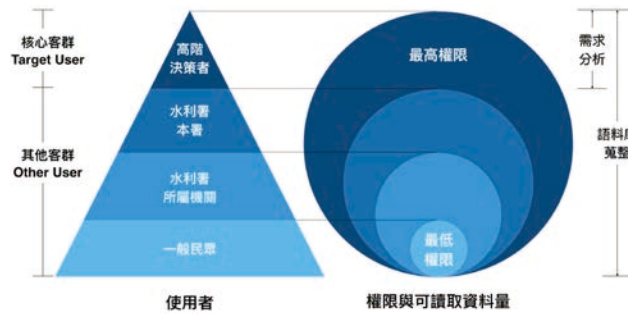 核心客群
Target User
高階
決策者
最高權限
需求
分析
水利署
本署
其他客群
Other User
水利署
所屬機關
語料庫
蒐整
一般民眾
最低
權限
使用者
權限與可讀取資料量